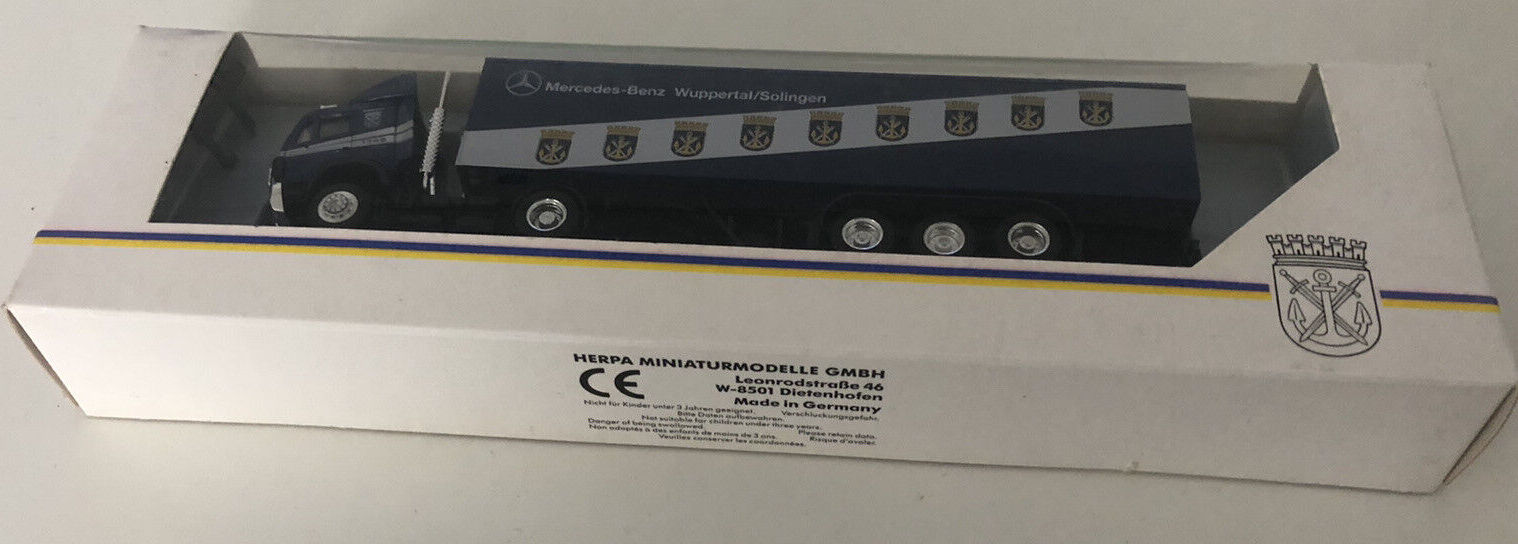 Mercedes-Benz Wuppertal/Solingen
HERPA MINIATURMODELLE GMBH
CE
Leonrodstraße 46
W-8501 Dietenhofen
Made in Germany
Nicht für Kinder unter 3 Jahren geeignet. Verschluckungsgefahr.
Bitte Daten aufbewahren.
Not suitable for children under three years.
Danger of being swallowed. Please retain data.
Non adaptés à des enfants de moins de 3 ans. Risque d'avaler.
Veuillez conserver les coordonnées.